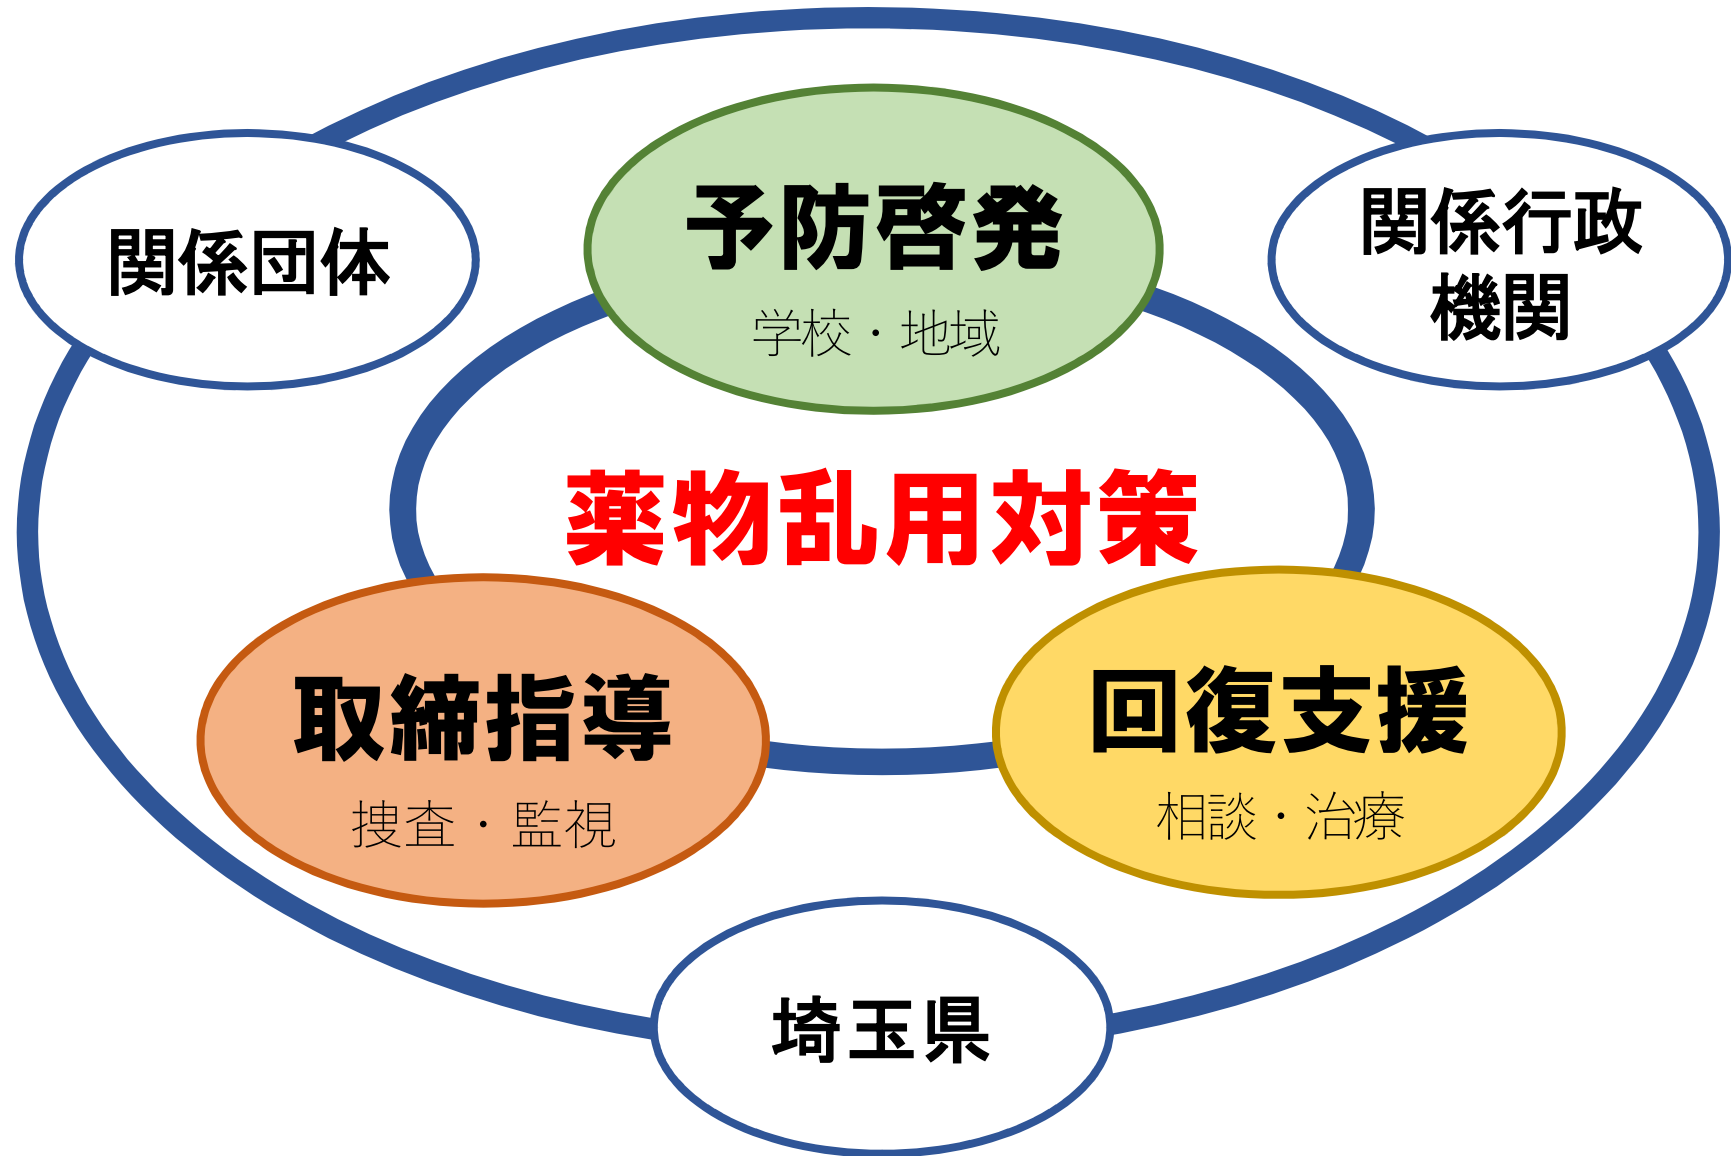 予防啓発
学校・地域
関係団体
関係行政
機関
薬物乱用対策
取締指導
捜査・監視
回復支援
相談・治療
埼玉県